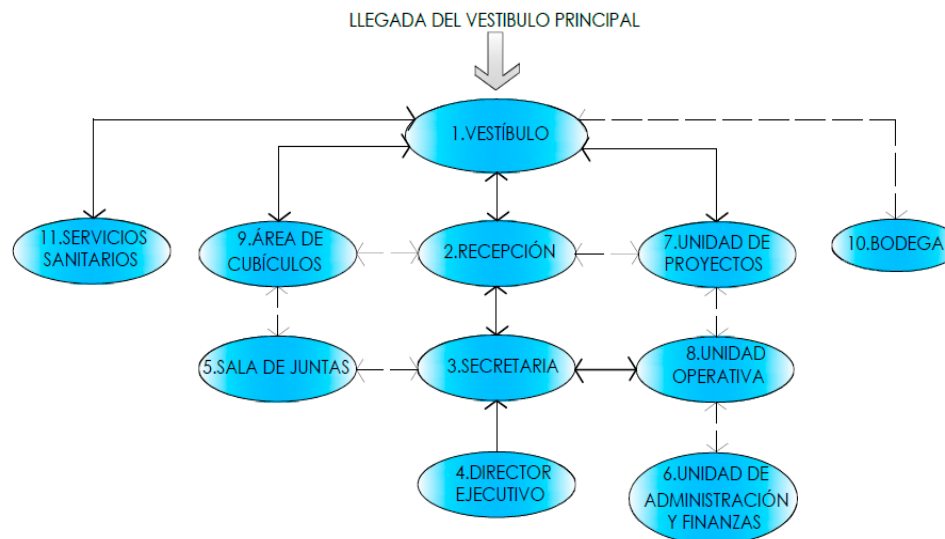 LLEGADA DEL VESTIBULO PRINCIPAL
1.VESTÍBULO
11.SERVICIOS
SANITARIOS
9.ÁREA DE
CUBÍCULOS
2.RECEPCIÓN
7.UNIDAD DE
PROYECTOS
10.BODEGA
5.SALA DE JUNTAS
3.SECRETARIA
8.UNIDAD
OPERATIVA
4.DIRECTOR
EJECUTIVO
6.UNIDAD DE
ADMINISTRACIÓN
Y FINANZAS